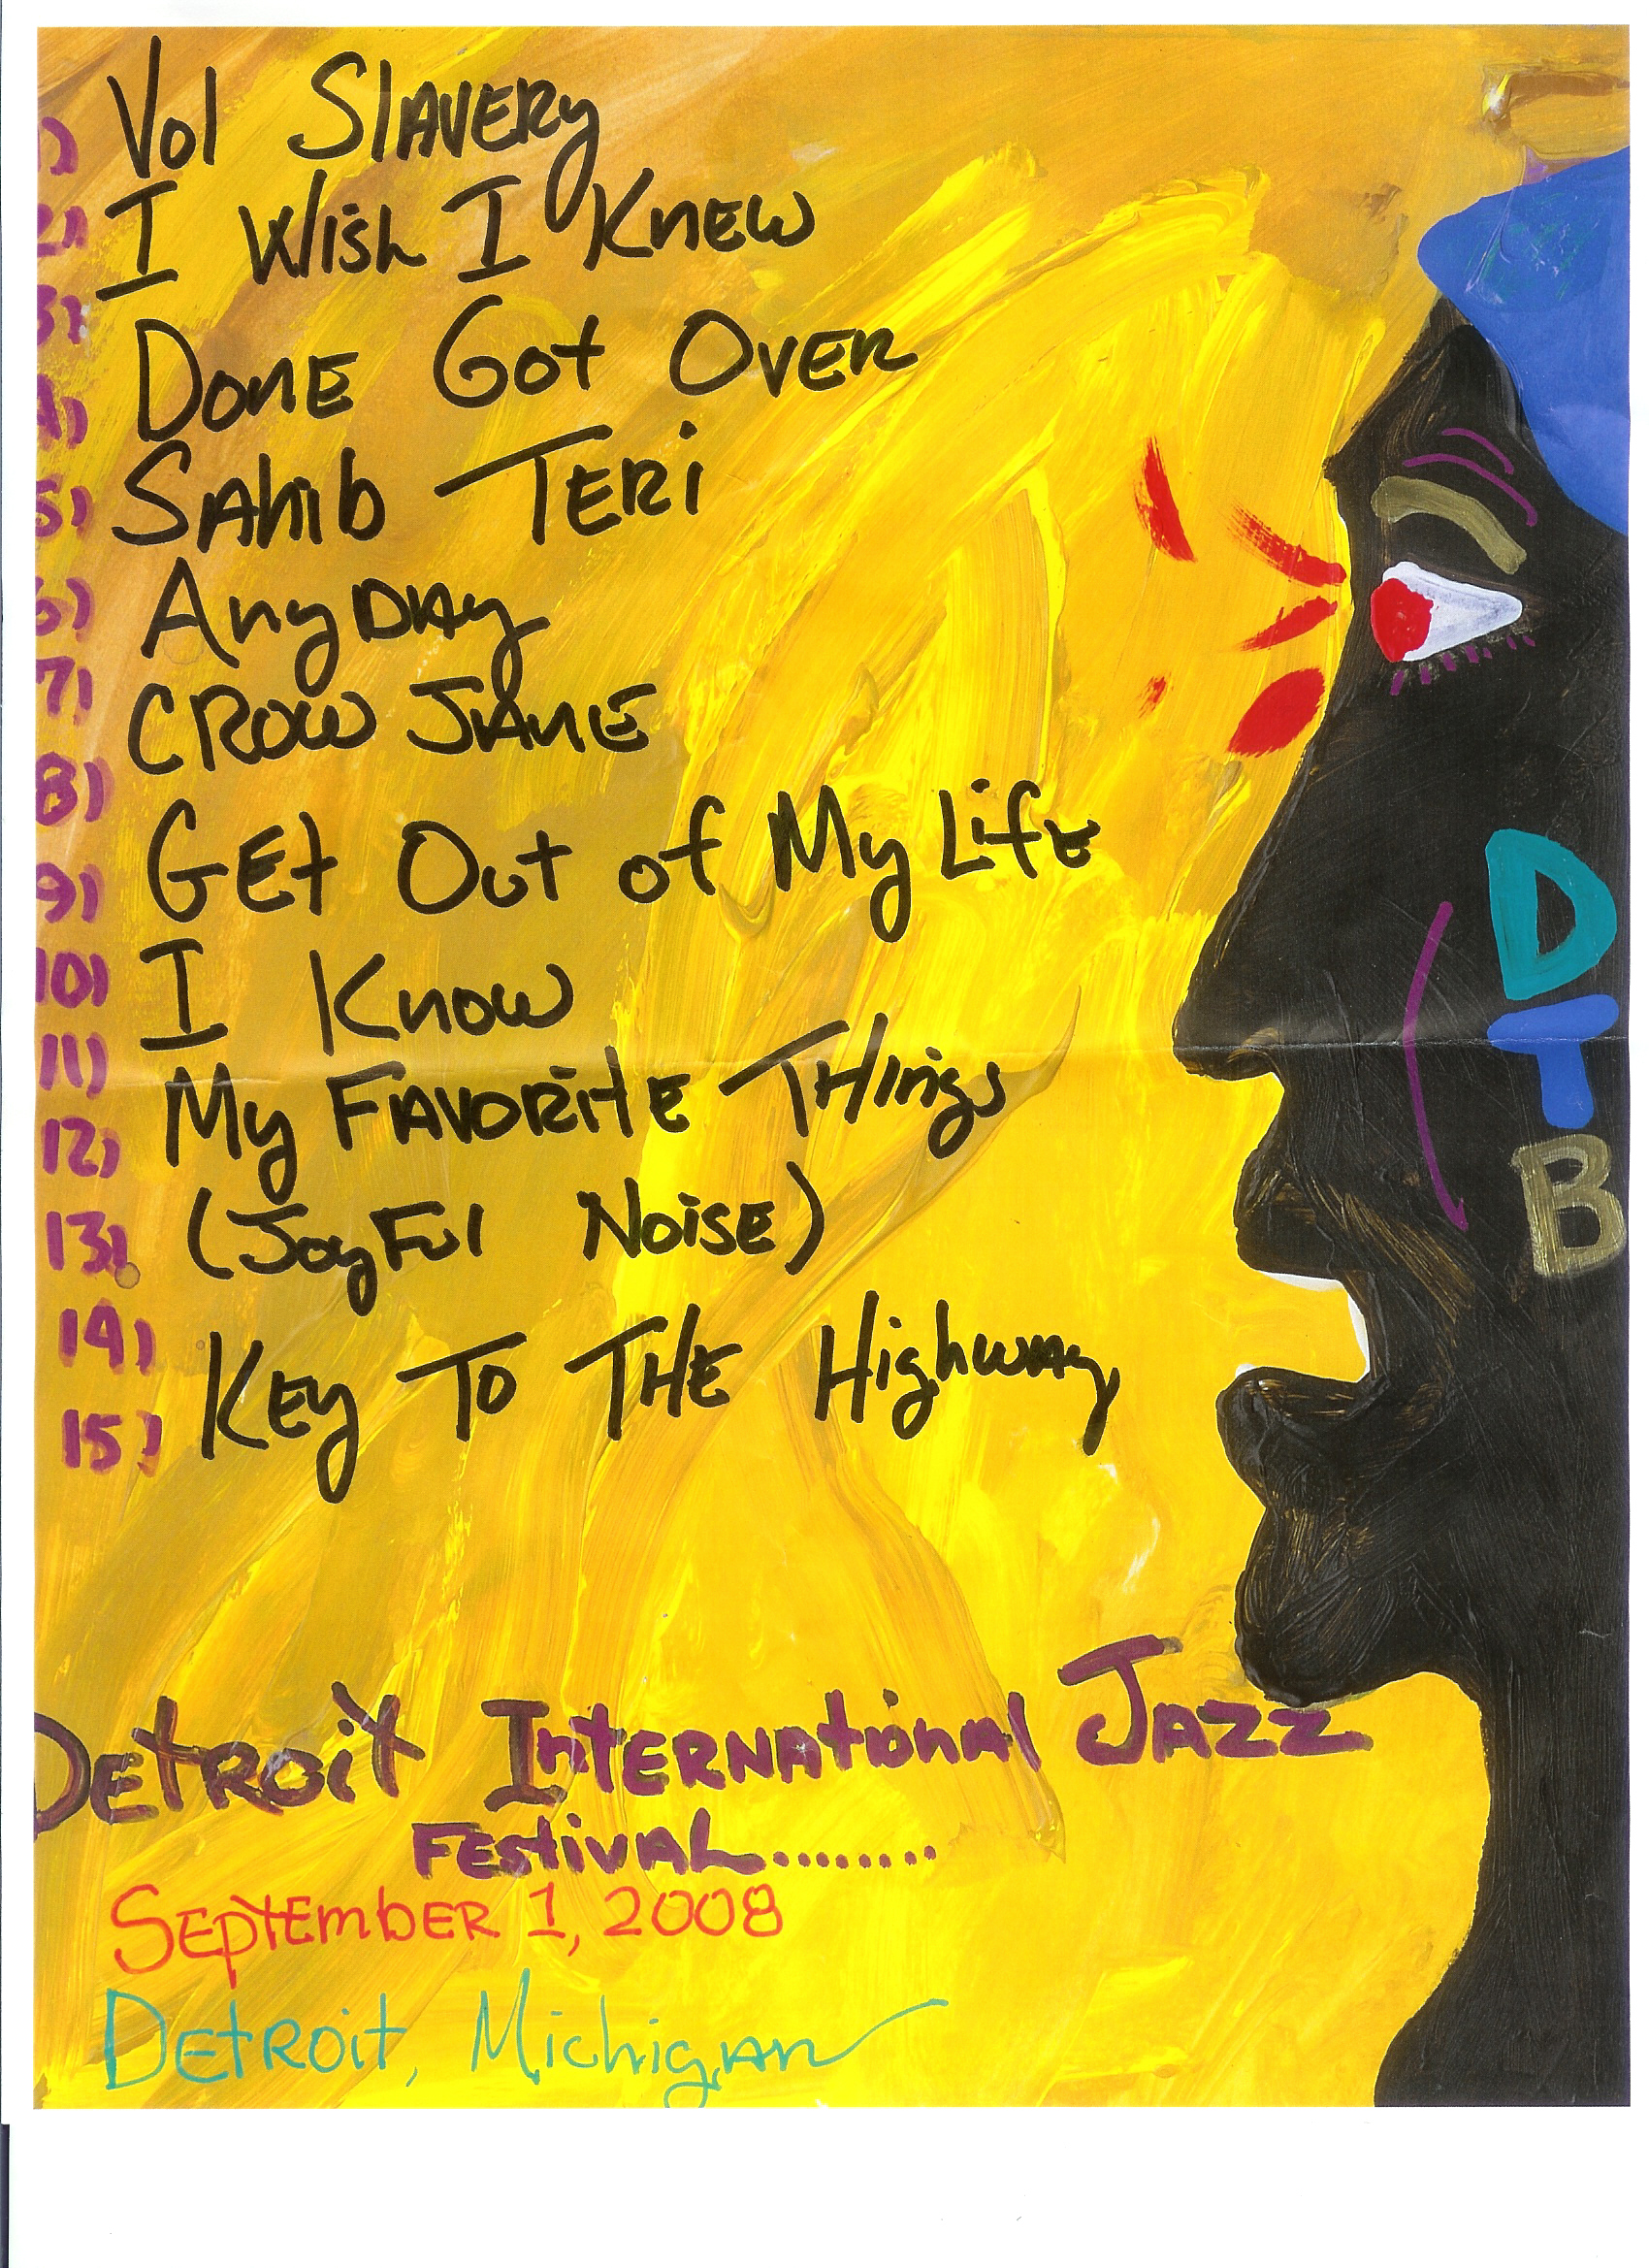 1) Vol Slavery
2) I Wish I Knew
3) Done Got Over
4) Sahib Teri
5) Anyday
6) Crow Jane
7) Get Out of My Life
8) I Know
9) My Favorite Things
10) (Joyful Noise)
11) Key To The Highway
12)
13)
14)
15)
D
T
B
Detroit International Jazz
Festival........
September 1, 2008
Detroit, Michigan